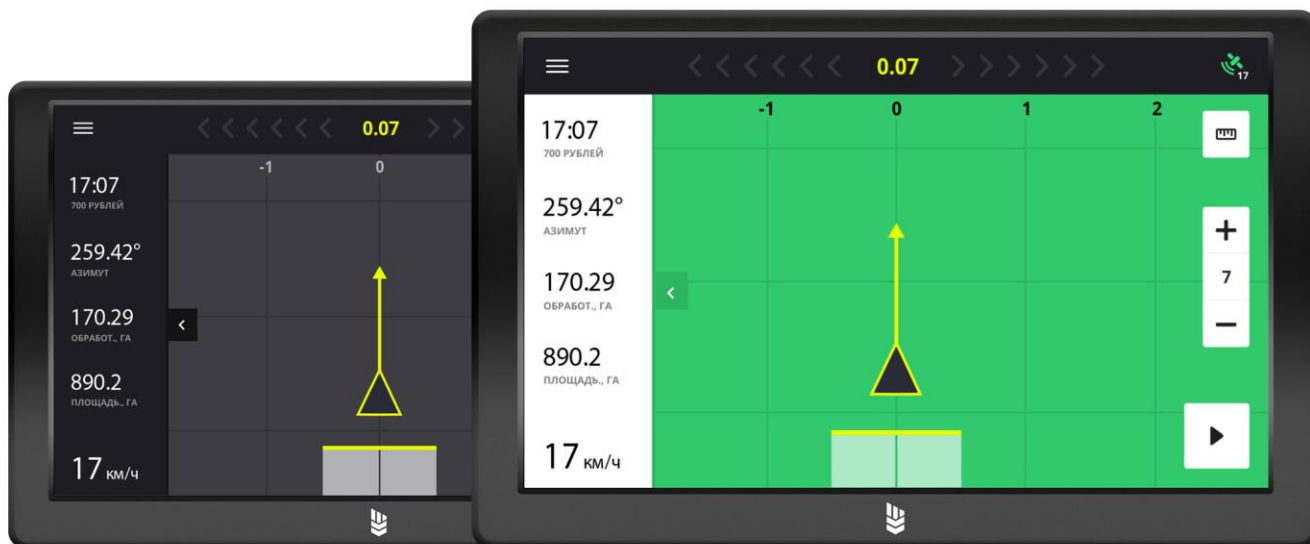 0.07
17:07
700 РУБЛЕЙ
259.42°
АЗИМУТ
170.29
ОБРАБОТ., ГА
890.2
ПЛОЩАДЬ., ГА
17 км/ч
-1 0
0.07
17
17:07
700 РУБЛЕЙ
259.42°
АЗИМУТ
170.29
ОБРАБОТ., ГА
890.2
ПЛОЩАДЬ., ГА
17 км/ч
-1 0 1 2
7